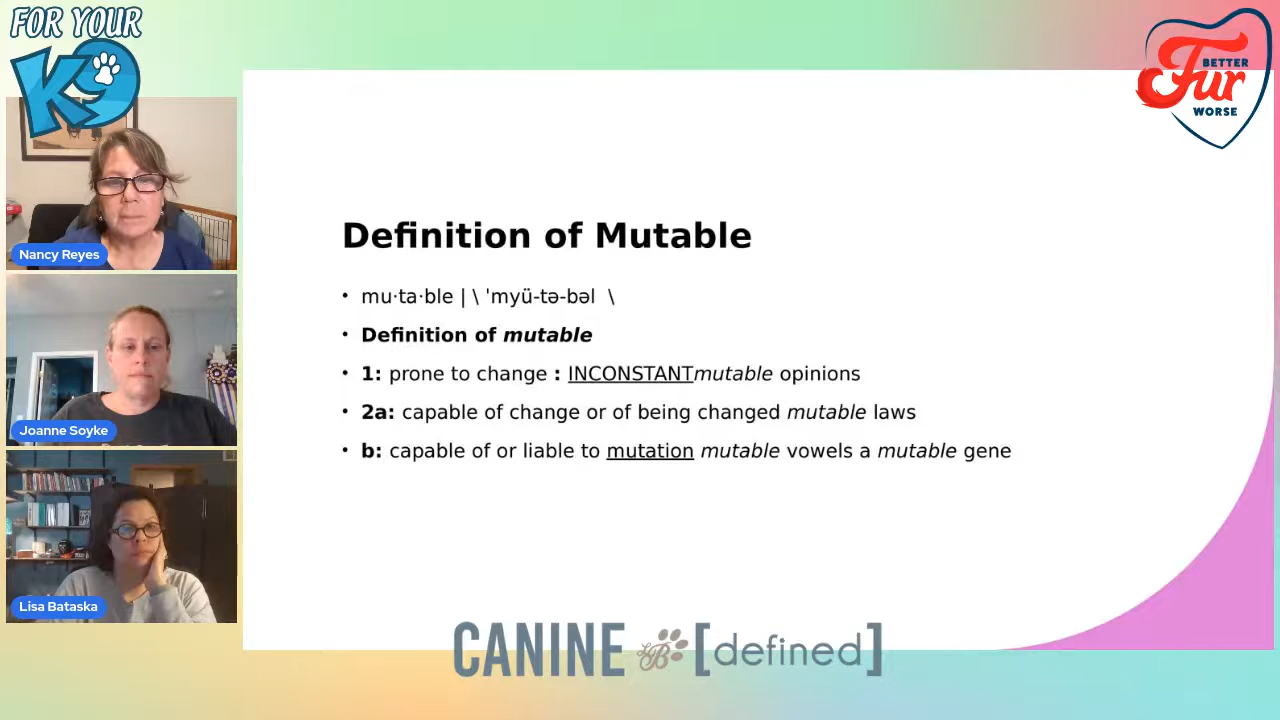 FOR YOUR
K9
BETTER
Fur
WORSE
Nancy Reyes
Joanne Soyke
Lisa Bataska
Definition of Mutable
• mu·ta·ble | \ ˈmyü-tə-bəl  \
• Definition of mutable
• 1: prone to change : INCONSTANTmutable opinions
• 2a: capable of change or of being changed mutable laws
• b: capable of or liable to mutation mutable vowels a mutable gene
CANINE [defined]